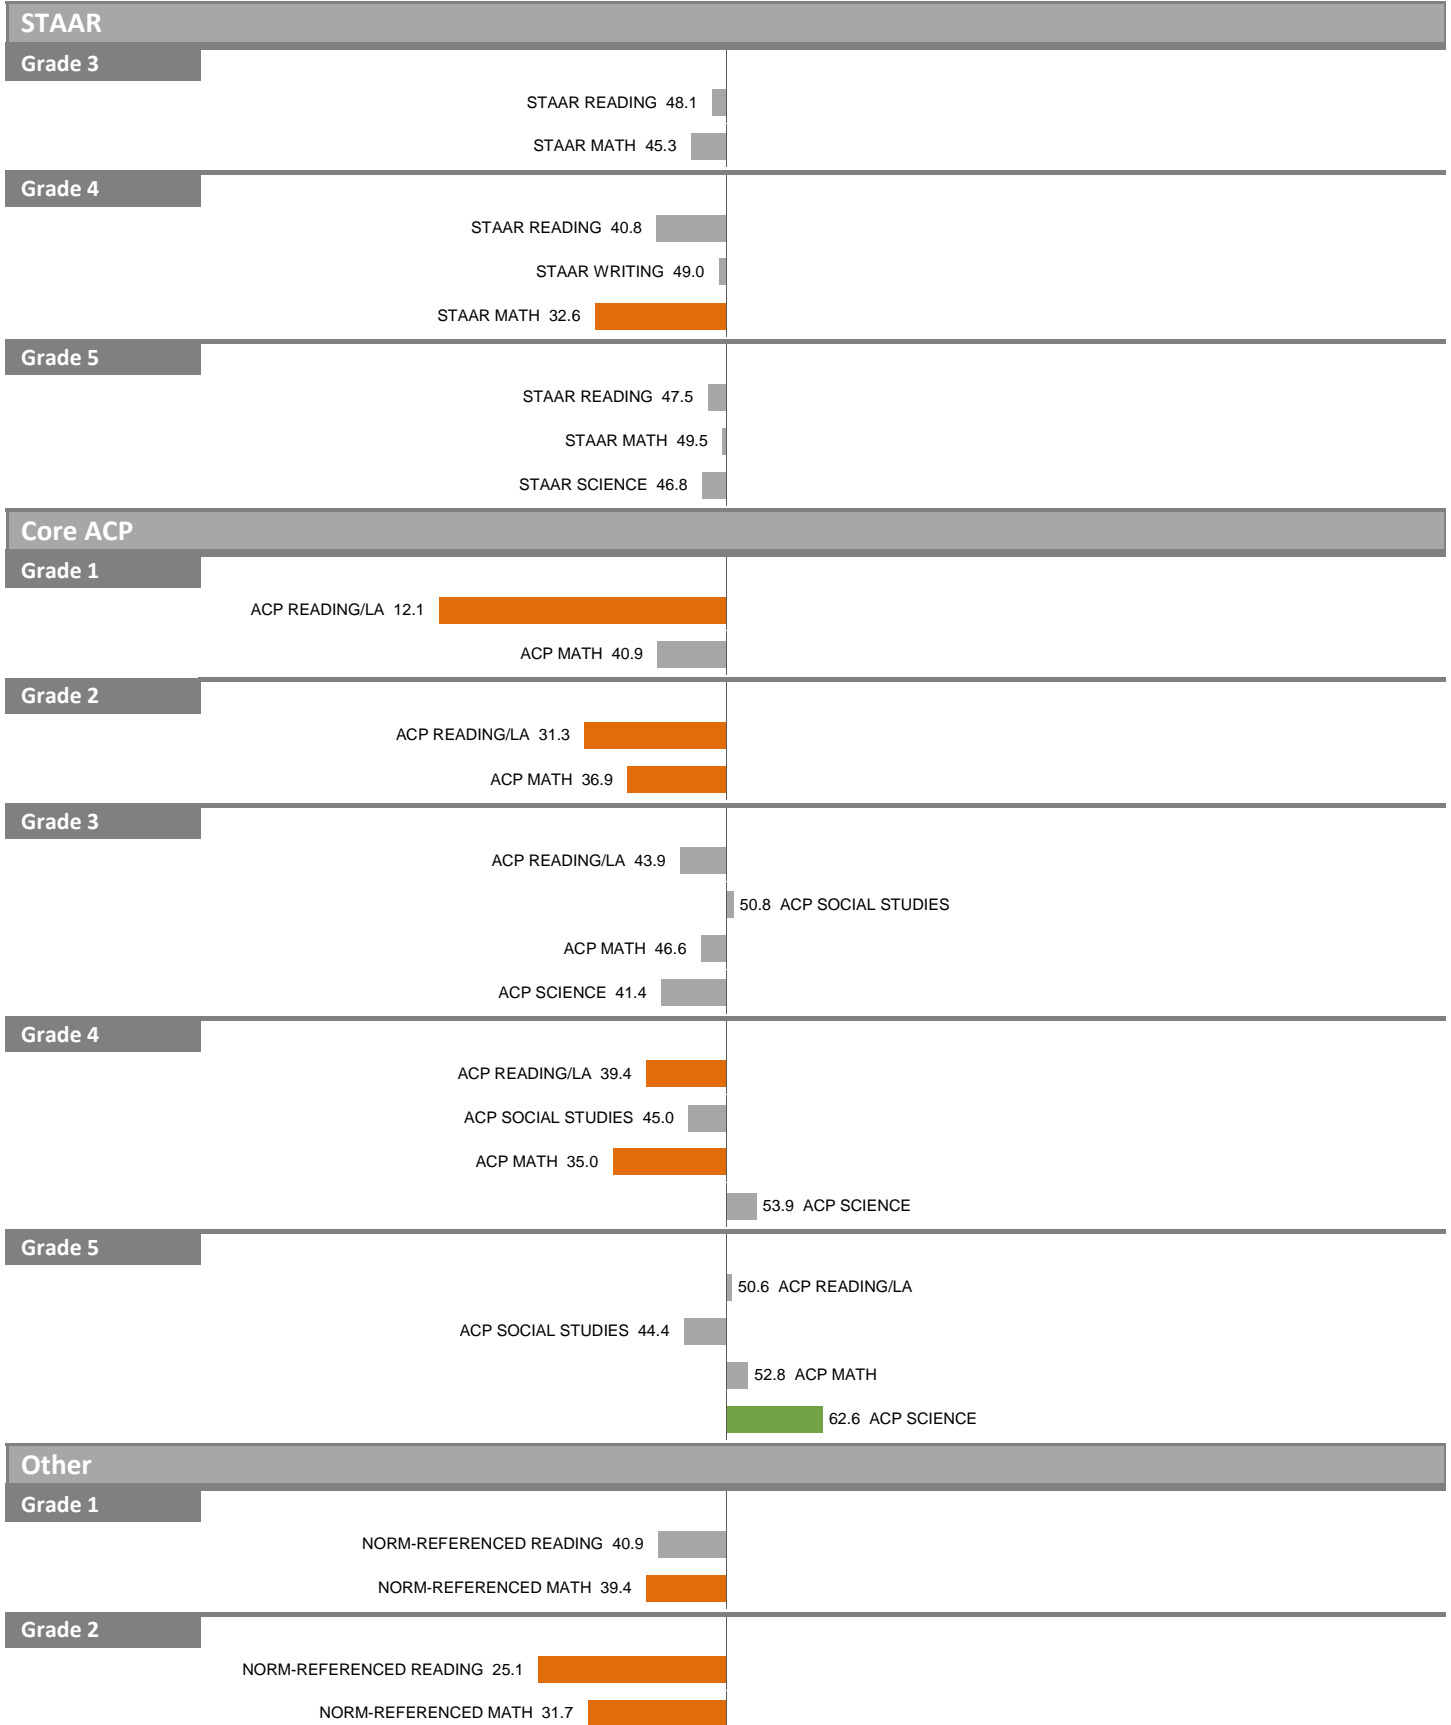 STAAR
Grade 3
STAAR READING 48.1
STAAR MATH 45.3
Grade 4
STAAR READING 40.8
STAAR WRITING 49.0
STAAR MATH 32.6
Grade 5
STAAR READING 47.5
STAAR MATH 49.5
STAAR SCIENCE 46.8
Core ACP
Grade 1
ACP READING/LA 12.1
ACP MATH 40.9
Grade 2
ACP READING/LA 31.3
ACP MATH 36.9
Grade 3
ACP READING/LA 43.9
50.8 ACP SOCIAL STUDIES
ACP MATH 46.6
ACP SCIENCE 41.4
Grade 4
ACP READING/LA 39.4
ACP SOCIAL STUDIES 45.0
ACP MATH 35.0
53.9 ACP SCIENCE
Grade 5
50.6 ACP READING/LA
ACP SOCIAL STUDIES 44.4
52.8 ACP MATH
62.6 ACP SCIENCE
Other
Grade 1
NORM-REFERENCED READING 40.9
NORM-REFERENCED MATH 39.4
Grade 2
NORM-REFERENCED READING 25.1
NORM-REFERENCED MATH 31.7